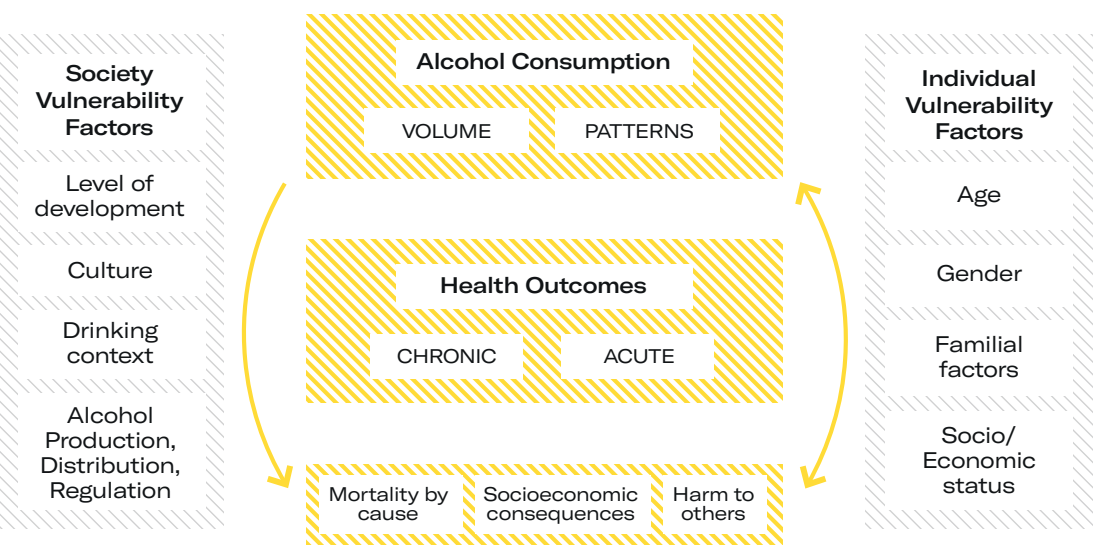 Society
Vulnerability
Factors
Level of
development
Culture
Drinking
context
Alcohol
Production,
Distribution,
Regulation
Alcohol Consumption
VOLUME
PATTERNS
Health Outcomes
CHRONIC
ACUTE
Mortality by
cause
Socioeconomic
consequences
Harm to
others
Individual
Vulnerability
Factors
Age
Gender
Familial
factors
Socio/
Economic
status